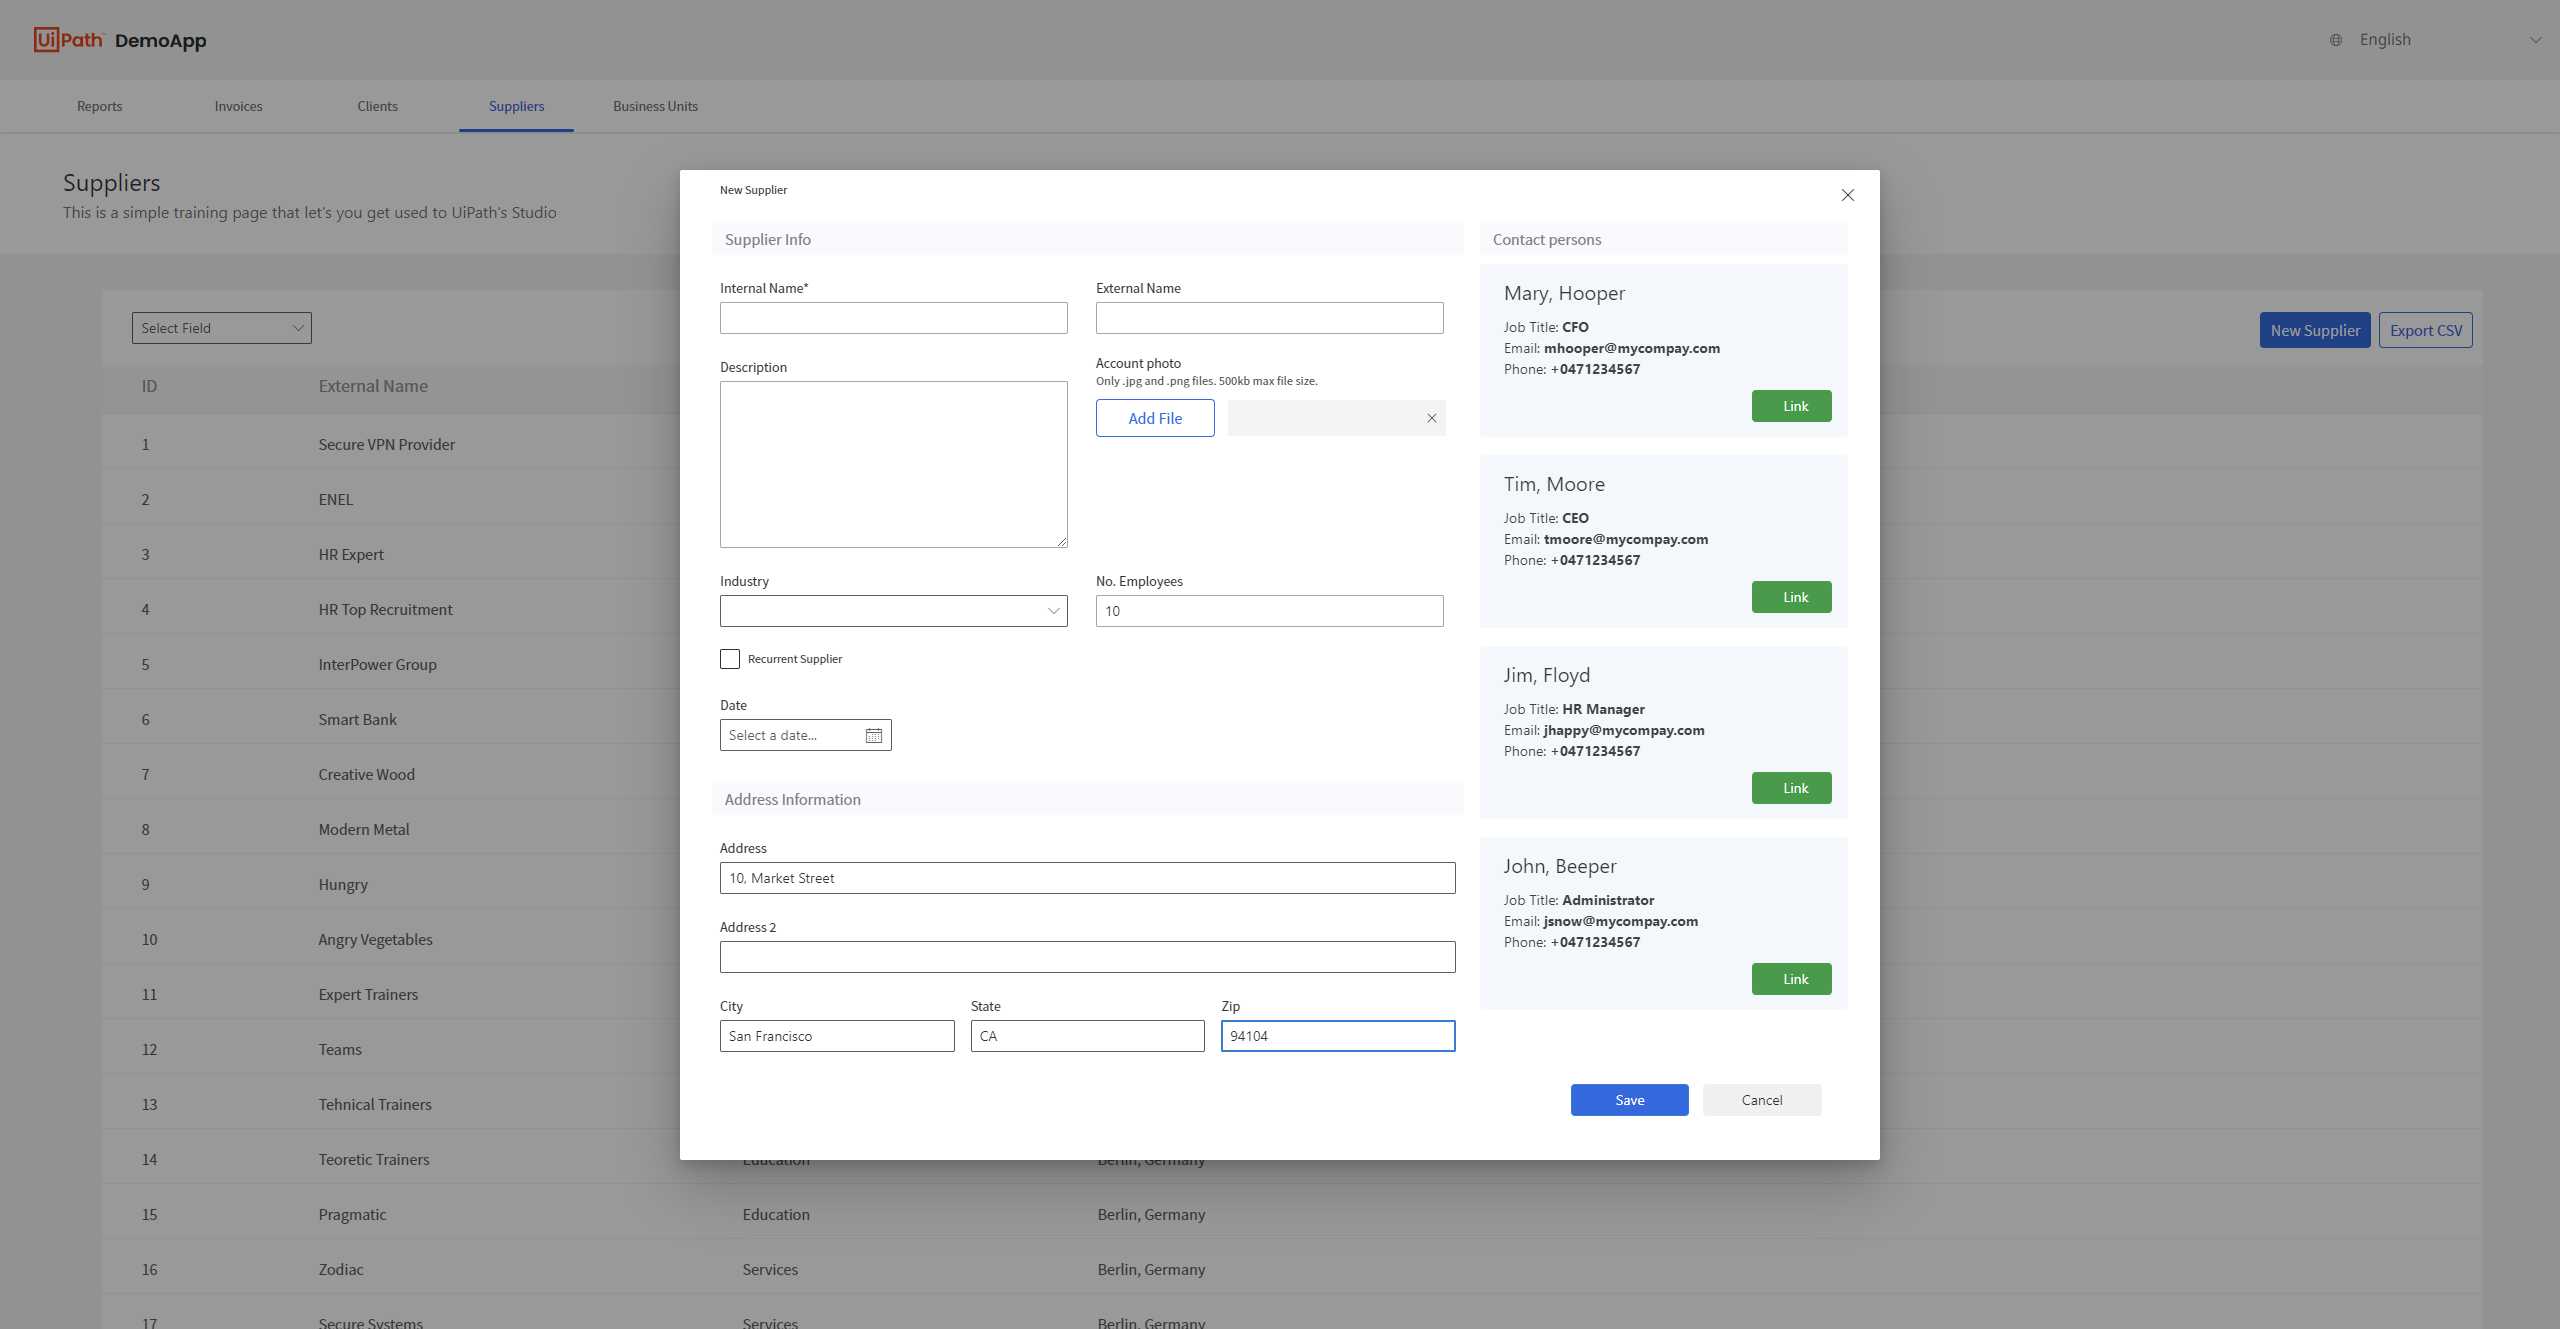 UiPath DemoApp
English
Reports Invoices Clients Suppliers Business Units
Suppliers
This is a simple training page that let's you get used to UiPath's Studio
Select Field
New Supplier Export CSV
ID External Name
1 Secure VPN Provider
2 ENEL
3 HR Expert
4 HR Top Recruitment
5 InterPower Group
6 Smart Bank
7 Creative Wood
8 Modern Metal
9 Hungry
10 Angry Vegetables
11 Expert Trainers
12 Teams
13 Tehnical Trainers
14 Teoretic Trainers Education Berlin, Germany
15 Pragmatic Education Berlin, Germany
16 Zodiac Services Berlin, Germany
17 Secure Systems Services Berlin, Germany
New Supplier
Supplier Info
Internal Name* External Name
Description
Account photo
Only .jpg and .png files. 500kb max file size.
Add File
Industry No. Employees
10
Recurrent Supplier
Date
Select a date...
Address Information
Address
10, Market Street
Address 2
City State Zip
San Francisco CA 94104
Contact persons
Mary, Hooper
Job Title: CFO
Email: mhooper@mycompay.com
Phone: +0471234567
Link
Tim, Moore
Job Title: CEO
Email: tmoore@mycompay.com
Phone: +0471234567
Link
Jim, Floyd
Job Title: HR Manager
Email: jhappy@mycompay.com
Phone: +0471234567
Link
John, Beeper
Job Title: Administrator
Email: jsnow@mycompay.com
Phone: +0471234567
Link
Save Cancel